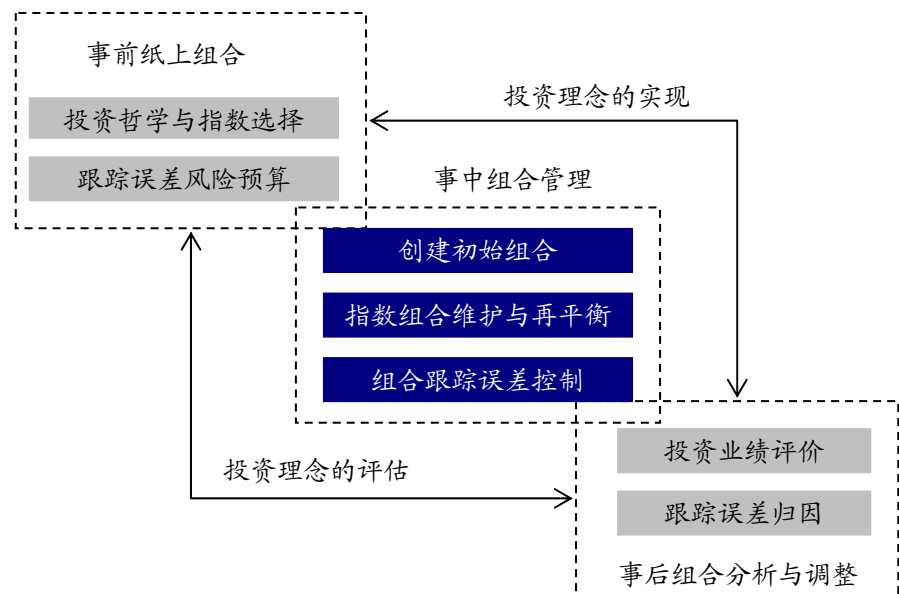 事前纸上组合
投资哲学与指数选择
跟踪误差风险预算
投资理念的实现
事中组合管理
创建初始组合
指数组合维护与再平衡
组合跟踪误差控制
投资理念的评估
投资业绩评价
跟踪误差归因
事后组合分析与调整